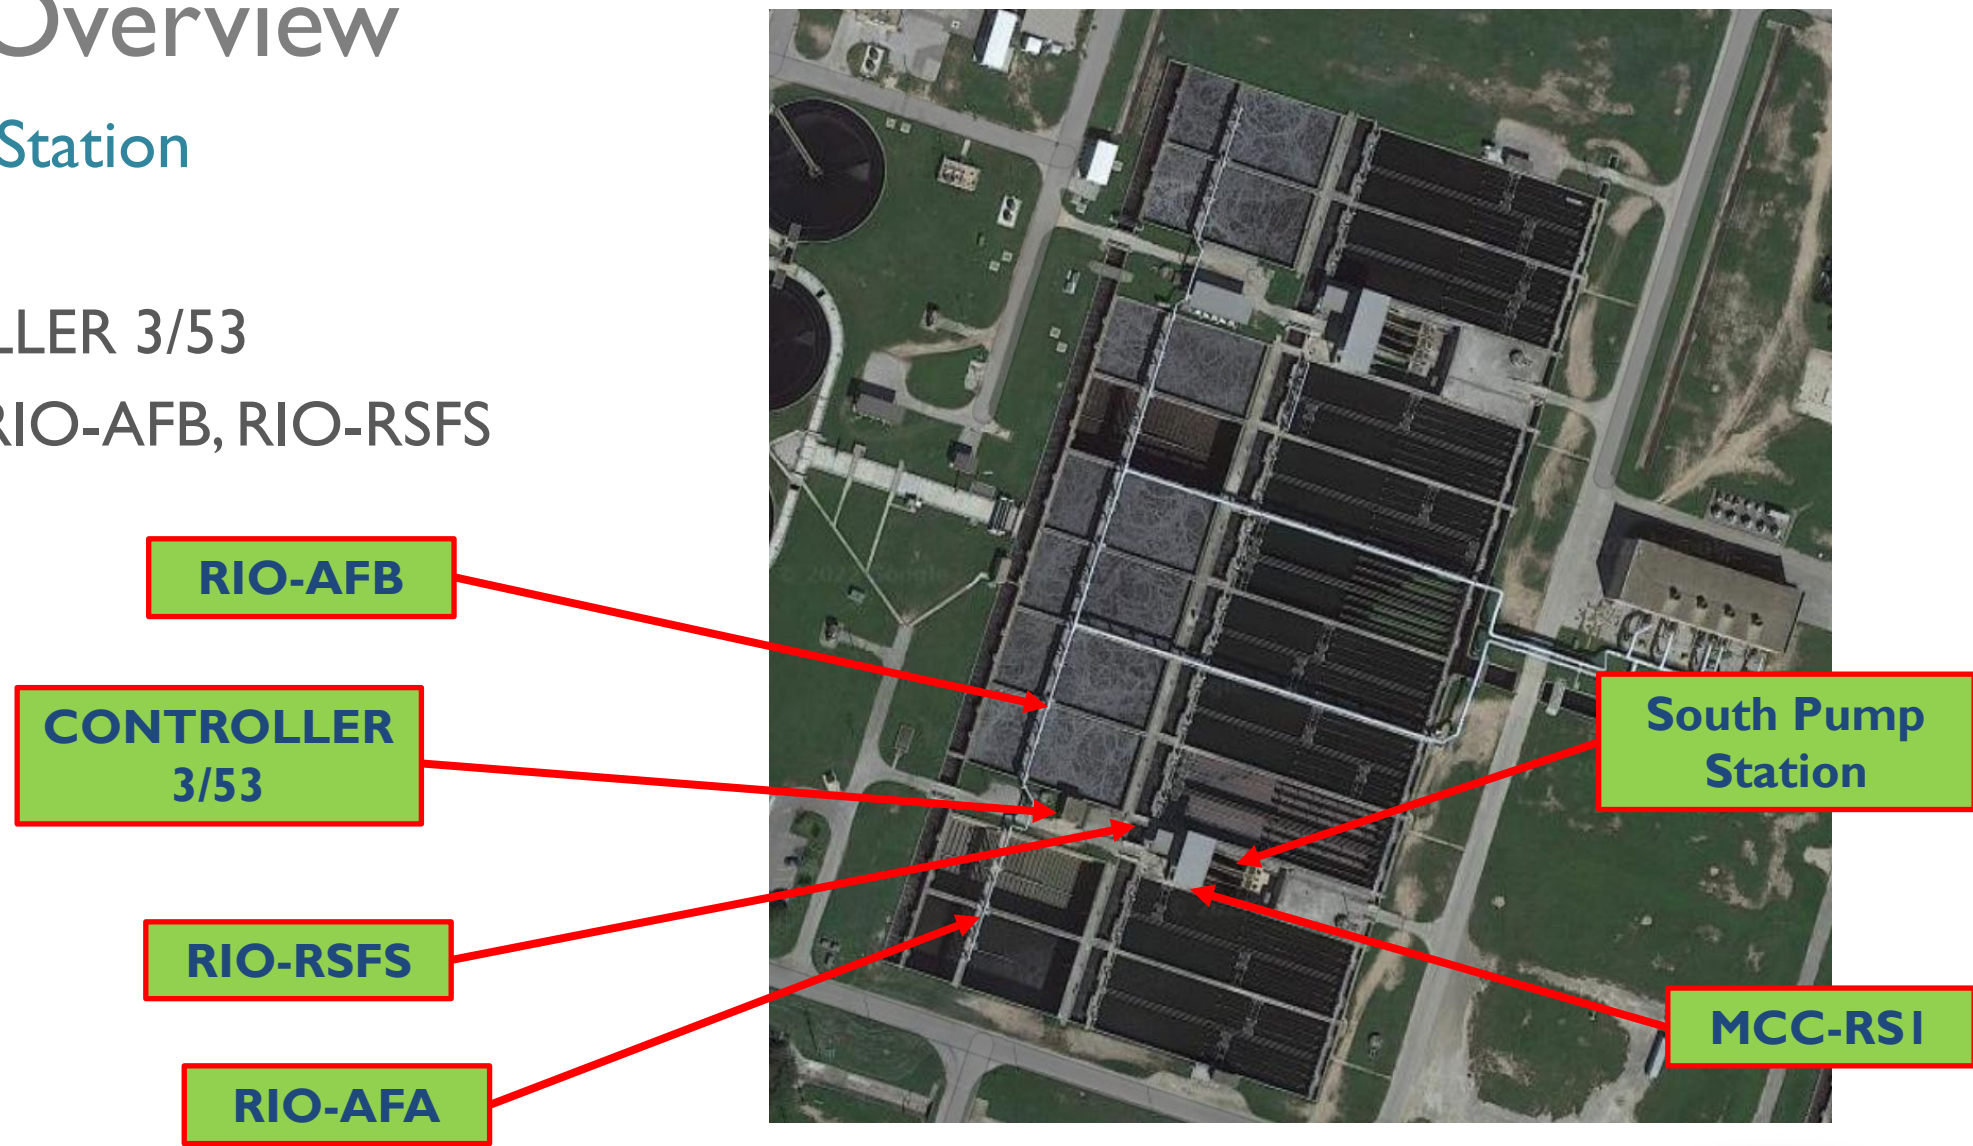 Overview
Station
LLER 3/53
RIO-AFB, RIO-RSFS
RIO-AFB
CONTROLLER
3/53
South Pump
Station
RIO-RSFS
MCC-RS1
RIO-AFA